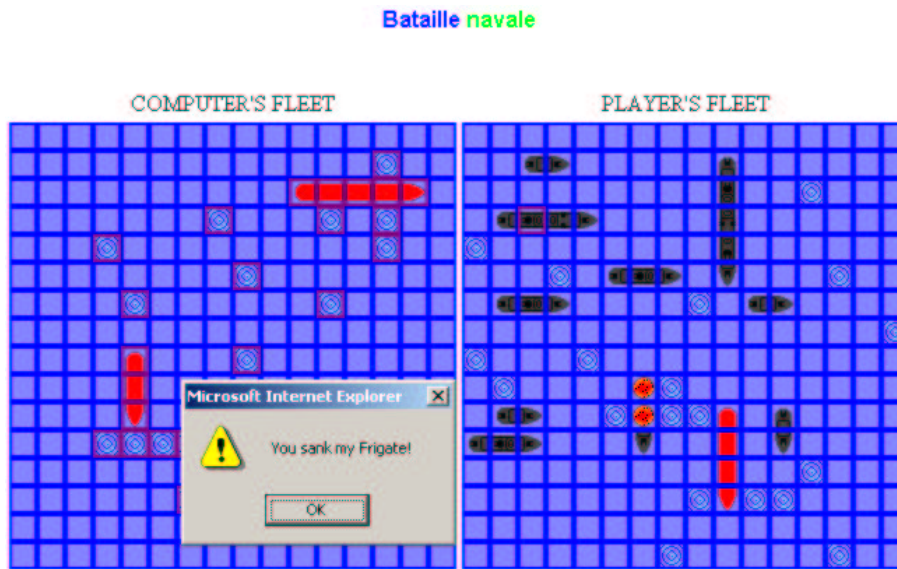 Bataille navale
COMPUTER'S FLEET
PLAYER'S FLEET
Microsoft Internet Explorer
You sank my Frigate!
OK